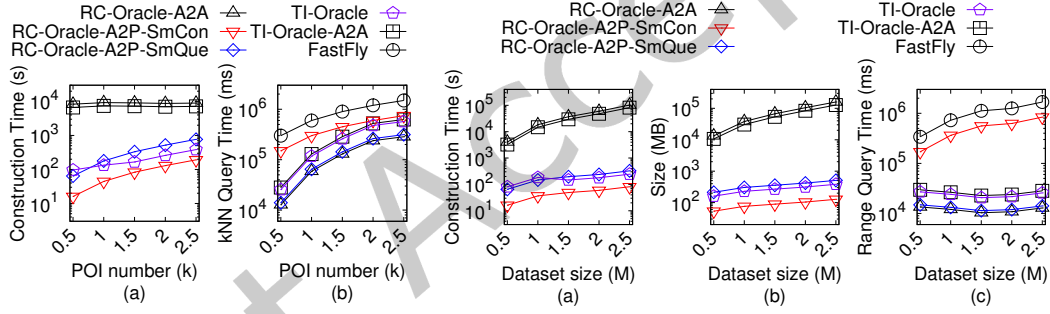 RC-Oracle-A2A
RC-Oracle-A2P-SmCon
RC-Oracle-A2P-SmQue
TI-Oracle
TI-Oracle-A2A
FastFly
Construction Time (s)
10^4
10^3
10^2
10^1
0.5
1
1.5
2
2.5
POI number (k)
(a)
kNN Query Time (ms)
10^6
10^5
10^4
0.5
1
1.5
2
2.5
POI number (k)
(b)
RC-Oracle-A2A
RC-Oracle-A2P-SmCon
RC-Oracle-A2P-SmQue
TI-Oracle
TI-Oracle-A2A
FastFly
Construction Time (s)
10^5
10^4
10^3
10^2
10^1
0.5
1
1.5
2
2.5
Dataset size (M)
(a)
Size (MB)
10^5
10^4
10^3
10^2
0.5
1
1.5
2
2.5
Dataset size (M)
(b)
Range Query Time (ms)
10^6
10^5
10^4
0.5
1
1.5
2
2.5
Dataset size (M)
(c)